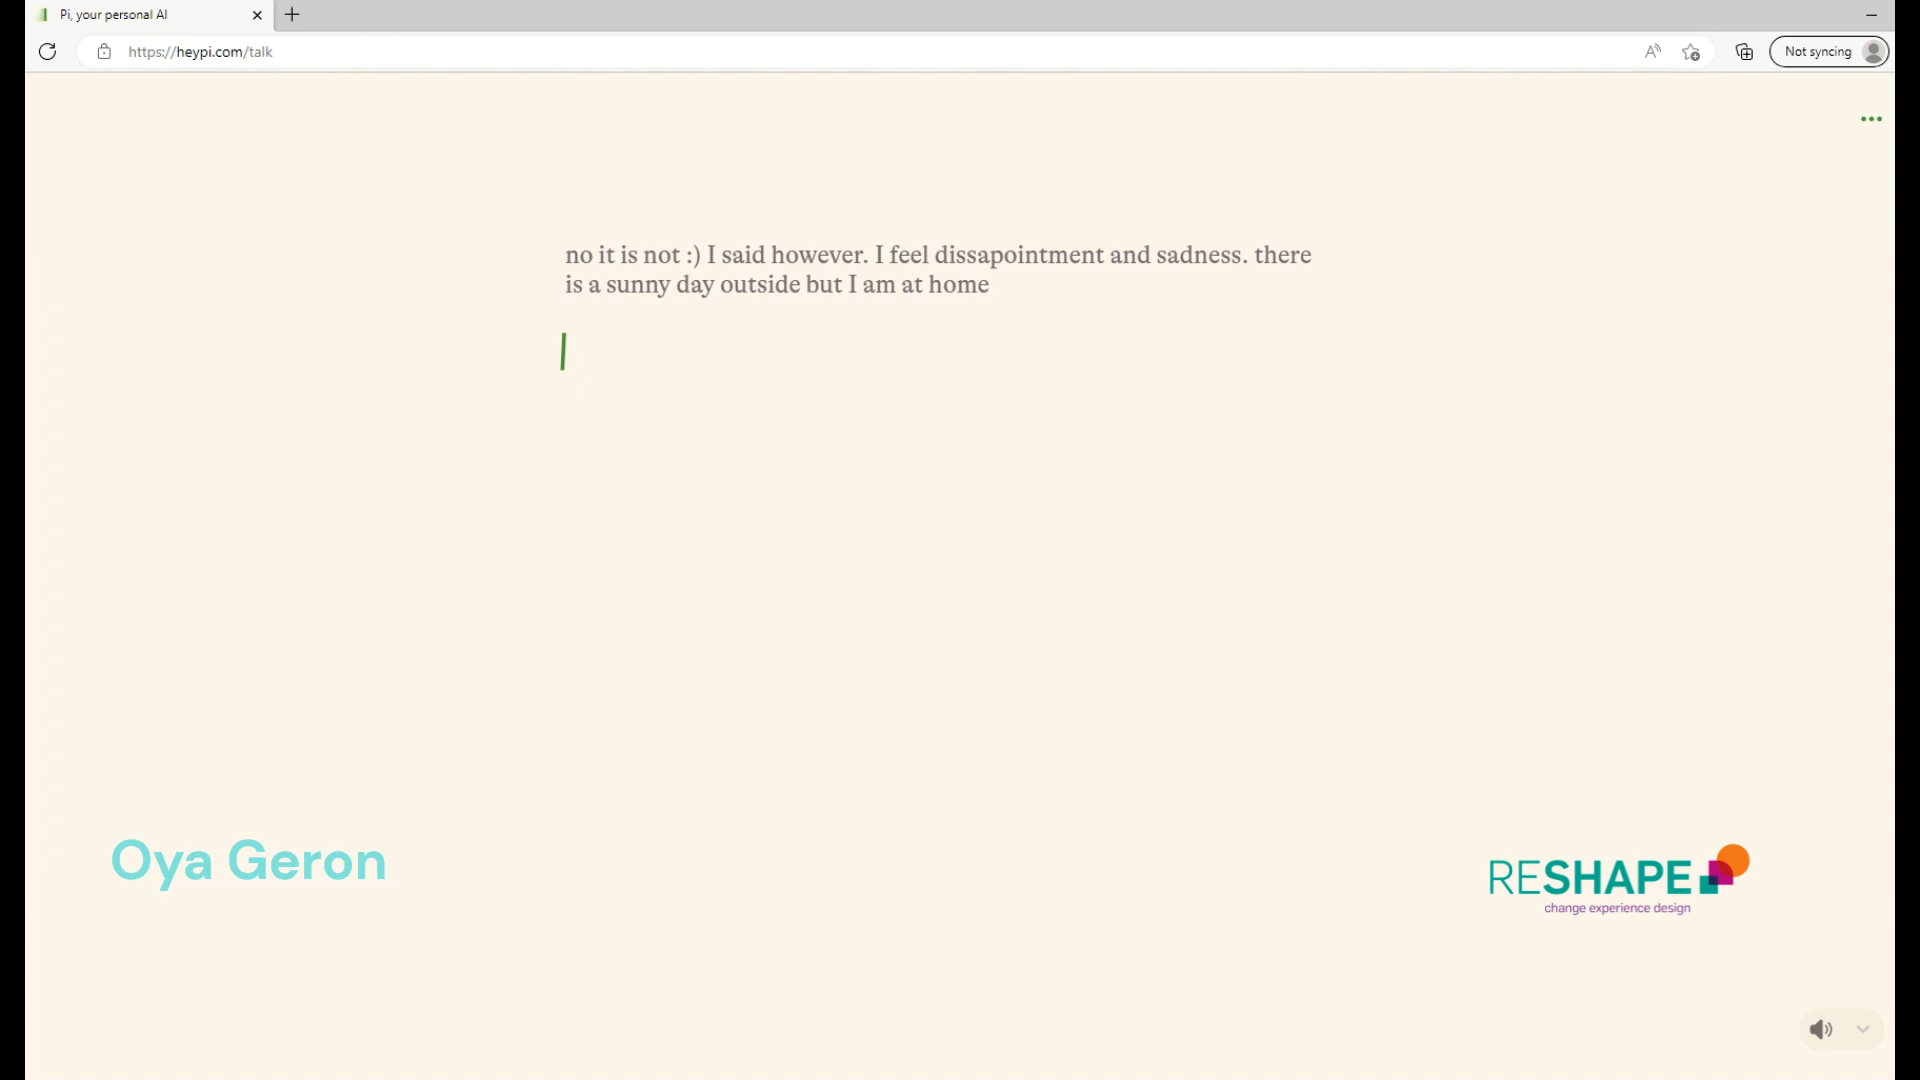 Pi, your personal AI
https://heypi.com/talk
Not syncing
no it is not :) I said however. I feel dissapointment and sadness. there
is a sunny day outside but I am at home
Oya Geron
RESHAPE
change experience design